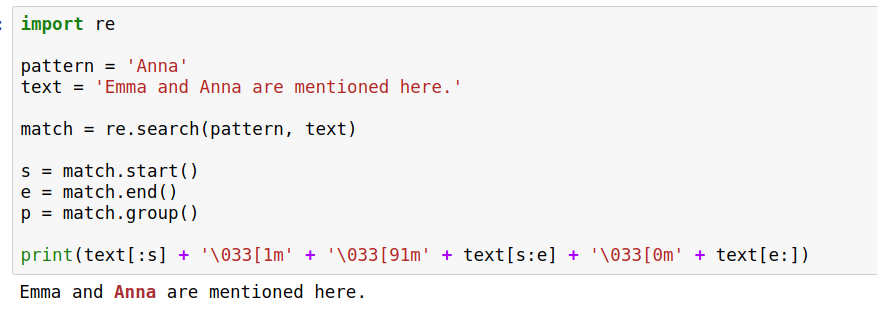 import re
pattern = 'Anna'
text = 'Emma and Anna are mentioned here.'
match = re.search(pattern, text)
s = match.start()
e = match.end()
p = match.group()
print(text[:s] + '\033[1m' + '\033[91m' + text[s:e] + '\033[0m' + text[e:])
Emma and Anna are mentioned here.